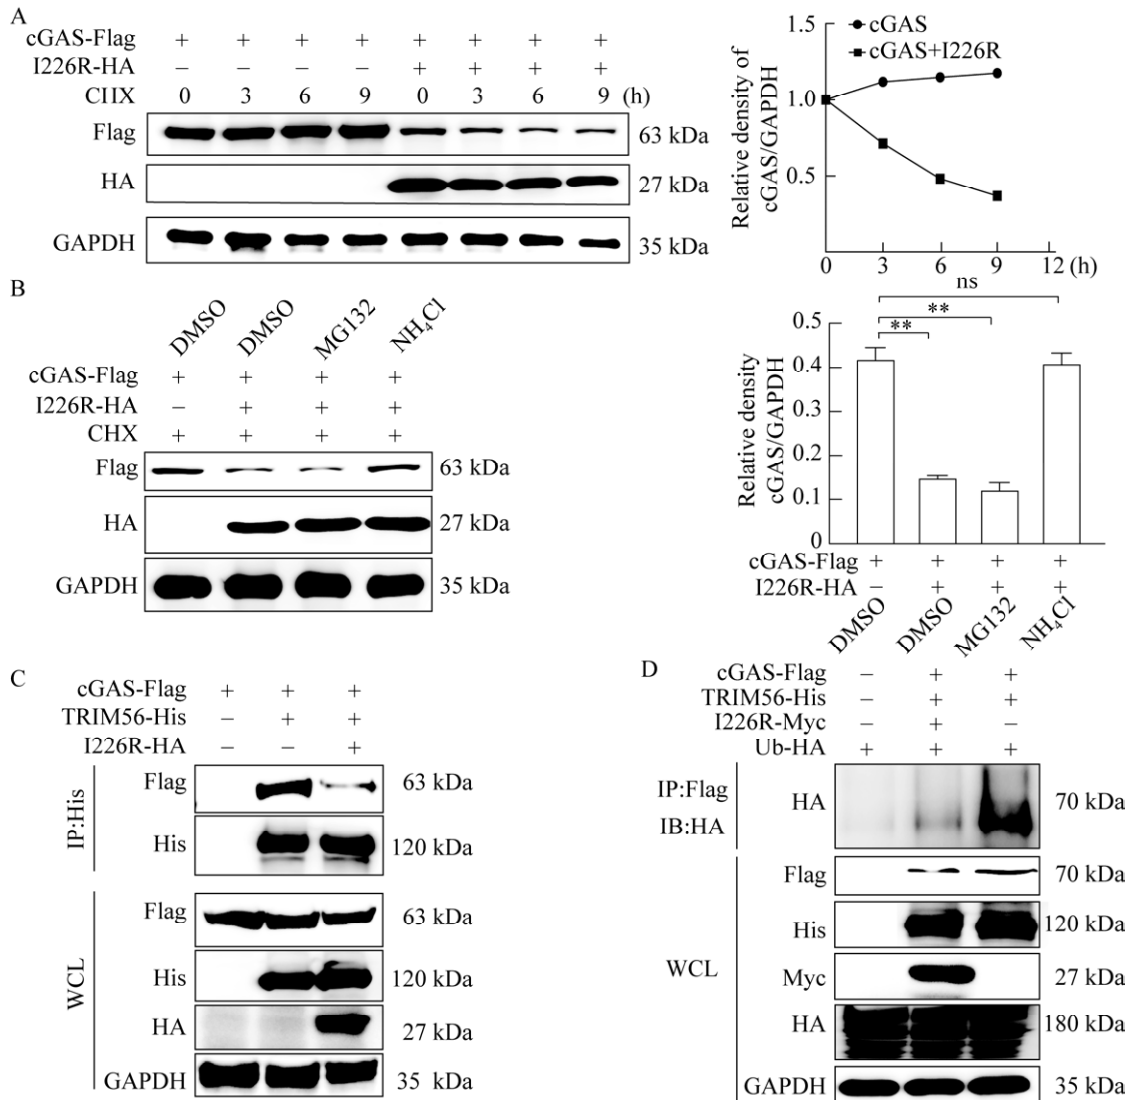 A
cGAS-Flag + + + + + + + +
I226R-HA − − − − + + + +
CHX 0 3 6 9 0 3 6 9 (h)
Flag 63 kDa
HA 27 kDa
GAPDH 35 kDa
Relative density of
cGAS/GAPDH
1.5
1.0
0.5
cGAS
cGAS+I226R
0 3 6 9 12 (h)
B
DMSO DMSO MG132 NH₄Cl
cGAS-Flag + + + +
I226R-HA − + + +
CHX + + + +
Flag 63 kDa
HA 27 kDa
GAPDH 35 kDa
ns
**
**
Relative density
cGAS/GAPDH
0.5
0.4
0.3
0.2
0.1
0
cGAS-Flag + + + +
I226R-HA − + + +
DMSO DMSO MG132 NH₄Cl
C
cGAS-Flag + + +
TRIM56-His − + +
I226R-HA − − +
IP:His
Flag 63 kDa
His 120 kDa
WCL
Flag 63 kDa
His 120 kDa
HA 27 kDa
GAPDH 35 kDa
D
cGAS-Flag − + +
TRIM56-His − + +
I226R-Myc − + −
Ub-HA + + +
IP:Flag
IB:HA
HA 70 kDa
WCL
Flag 70 kDa
His 120 kDa
Myc 27 kDa
HA 180 kDa
GAPDH 35 kDa